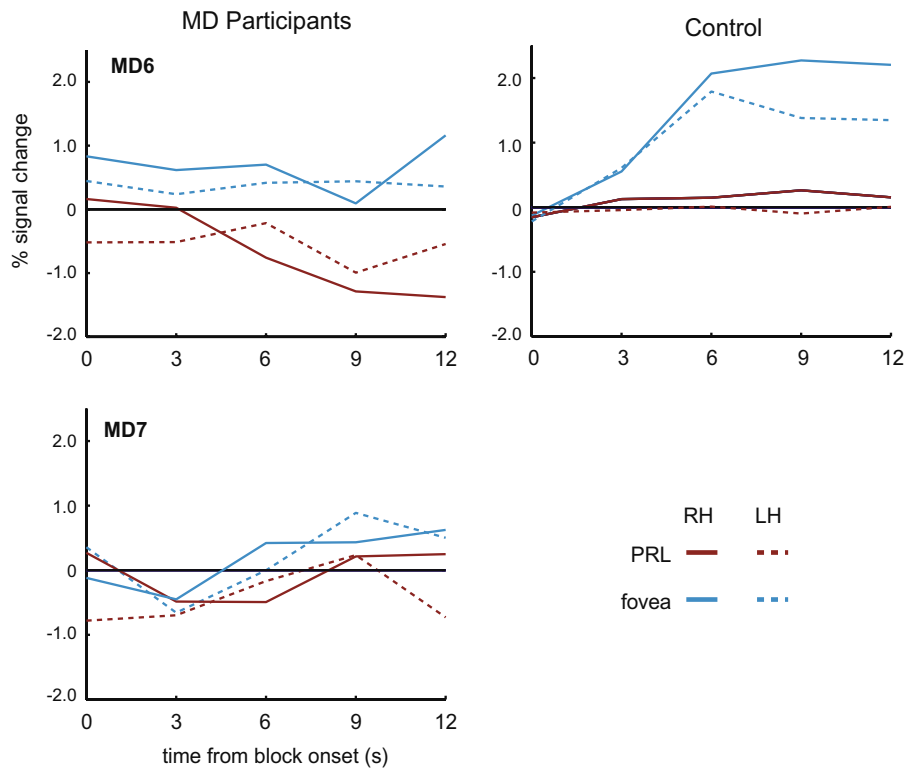 MD Participants
Control
MD6
2.0
1.0
0
-1.0
-2.0
0 3 6 9 12
% signal change
2.0
1.0
0
-1.0
-2.0
0 3 6 9 12
MD7
2.0
1.0
0
-1.0
-2.0
0 3 6 9 12
time from block onset (s)
RH LH
PRL
fovea